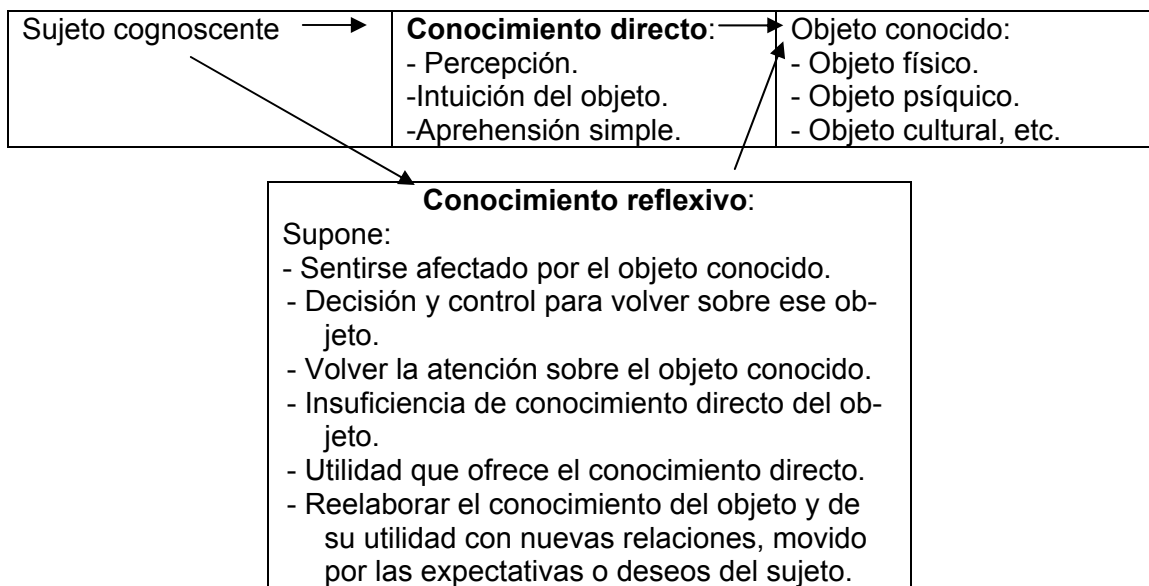 Sujeto cognoscente
Conocimiento directo:
- Percepción.
-Intuición del objeto.
-Aprehensión simple.
Objeto conocido:
- Objeto físico.
- Objeto psíquico.
- Objeto cultural, etc.
Conocimiento reflexivo:
Supone:
- Sentirse afectado por el objeto conocido.
- Decisión y control para volver sobre ese ob-
jeto.
- Volver la atención sobre el objeto conocido.
- Insuficiencia de conocimiento directo del ob-
jeto.
- Utilidad que ofrece el conocimiento directo.
- Reelaborar el conocimiento del objeto y de
su utilidad con nuevas relaciones, movido
por las expectativas o deseos del sujeto.